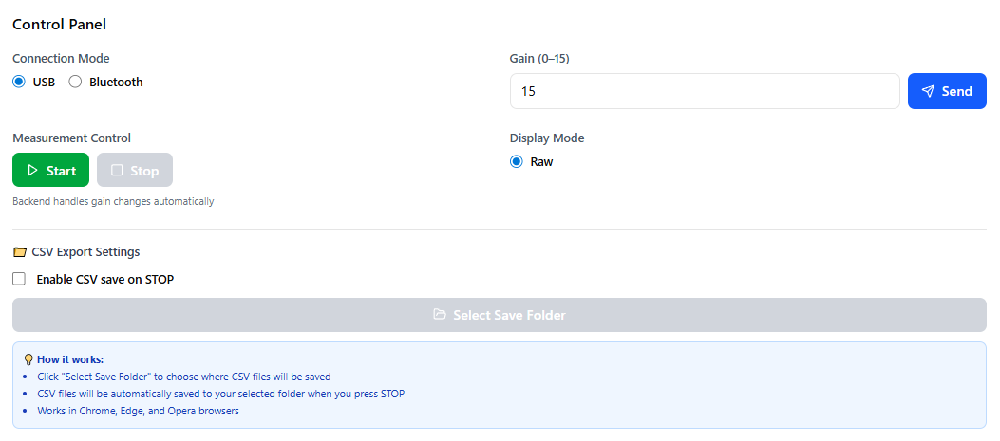 Control Panel
Connection Mode
USB Bluetooth
Gain (0–15)
15
Send
Measurement Control
Start Stop
Backend handles gain changes automatically
Display Mode
Raw
CSV Export Settings
Enable CSV save on STOP
Select Save Folder
How it works:
• Click "Select Save Folder" to choose where CSV files will be saved
• CSV files will be automatically saved to your selected folder when you press STOP
• Works in Chrome, Edge, and Opera browsers